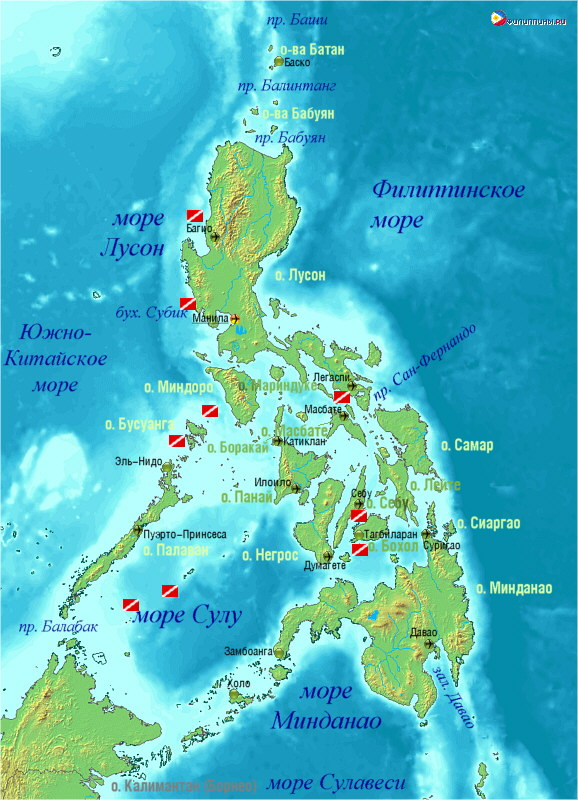 пр. Баши
ФИЛИППИНЫ.RU
о-ва Батан
Баско
пр. Балинтанг
о-ва Бабуян
пр. Бабуян
Филиппинское
море
море
Лусон
Багио
о. Лусон
бух. Субик
Манила
Южно-
Китайское
море
пр. Сан-Фернандо
о. Миндоро
о. Мариндуке
Легаспи
Масбате
о. Бусуанга
о. Масбате
Катиклан
о. Боракай
о. Самар
Эль-Нидо
Илоило
о. Панай
о. Лейте
Себу
о. Себу
о. Сиаргао
Пуэрто-Принсеса
о. Палаван
Тагбиларан
Суригао
о. Бохол
о. Негрос
Думагете
о. Минданао
море Сулу
пр. Балабак
Давао
Замбоанга
зал. Давао
Холо
море
Минданао
о. Калимантан (Борнео)
море Сулавеси